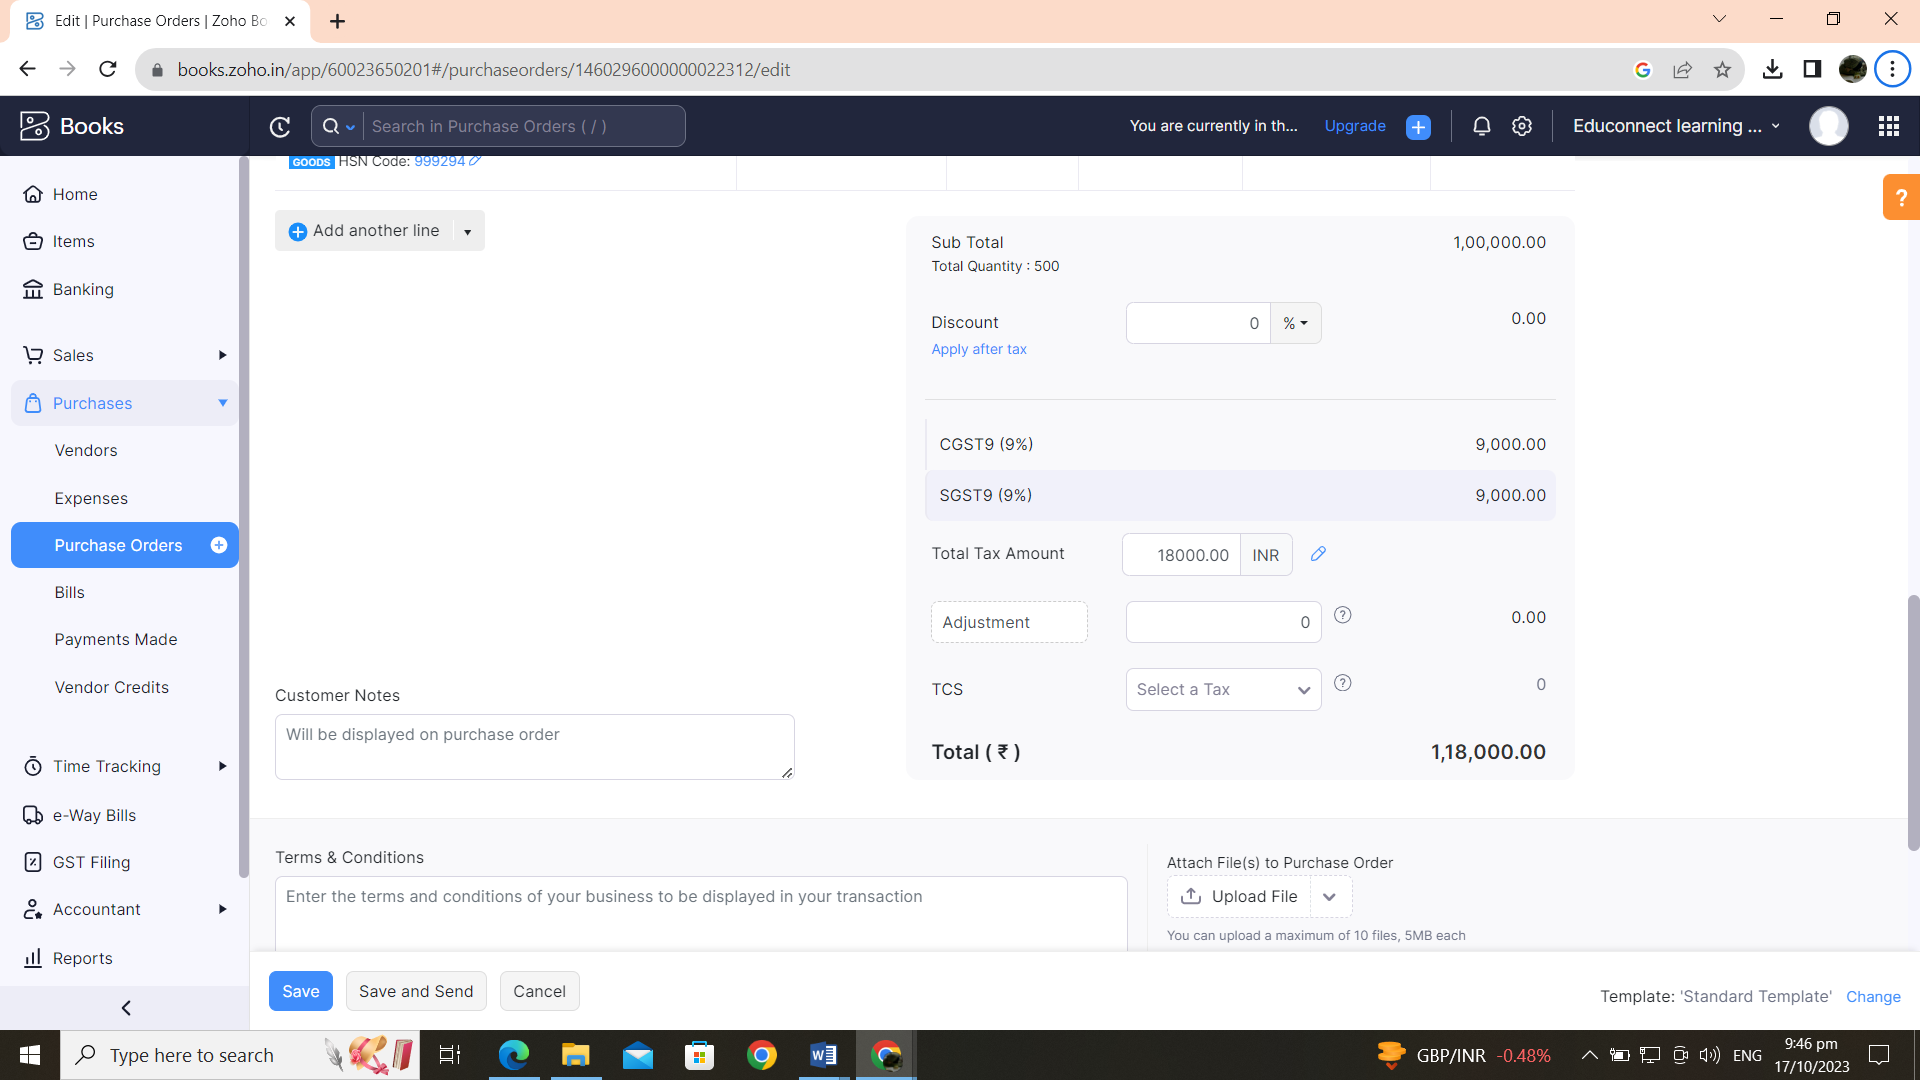 Edit | Purchase Orders | Zoho Bo
books.zoho.in/app/60023650201#/purchaseorders/1460296000000022312/edit
Books
Search in Purchase Orders ( / )
You are currently in th...
Upgrade
Educonnect learning ...
GOODS HSN Code: 999294
Home
Items
Banking
Sales
Purchases
Vendors
Expenses
Purchase Orders
Bills
Payments Made
Vendor Credits
Time Tracking
e-Way Bills
GST Filing
Accountant
Reports
Add another line
Sub Total 1,00,000.00
Total Quantity : 500
Discount 0 % 0.00
Apply after tax
CGST9 (9%) 9,000.00
SGST9 (9%) 9,000.00
Total Tax Amount 18000.00 INR
Adjustment 0 ? 0.00
TCS Select a Tax ? 0
Total ( ₹ ) 1,18,000.00
Customer Notes
Will be displayed on purchase order
Terms & Conditions
Enter the terms and conditions of your business to be displayed in your transaction
Attach File(s) to Purchase Order
Upload File
You can upload a maximum of 10 files, 5MB each
?
Save
Save and Send
Cancel
Template: 'Standard Template' Change
Type here to search
GBP/INR -0.48%
ENG
9:46 pm
17/10/2023